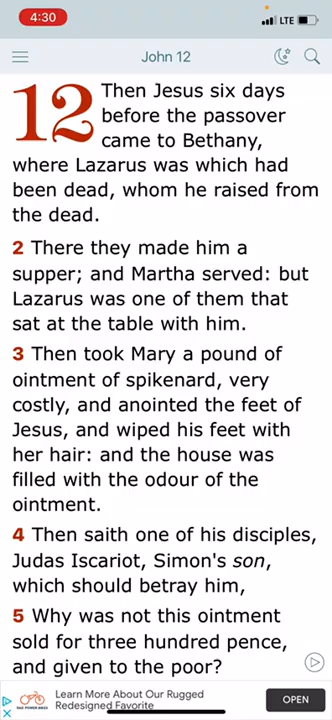 4:30
LTE
John 12
12 Then Jesus six days
before the passover
came to Bethany,
where Lazarus was which had
been dead, whom he raised from
the dead.
2 There they made him a
supper; and Martha served: but
Lazarus was one of them that
sat at the table with him.
3 Then took Mary a pound of
ointment of spikenard, very
costly, and anointed the feet of
Jesus, and wiped his feet with
her hair: and the house was
filled with the odour of the
ointment.
4 Then saith one of his disciples,
Judas Iscariot, Simon's son,
which should betray him,
5 Why was not this ointment
sold for three hundred pence,
and given to the poor?
Learn More About Our Rugged
Redesigned Favorite
OPEN